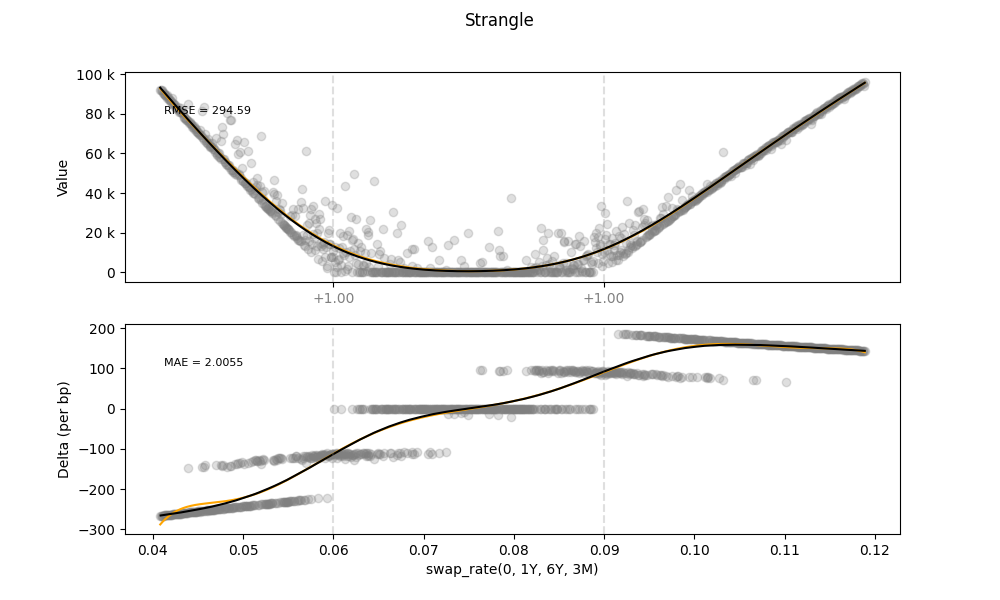 Strangle
100 k
80 k
60 k
40 k
20 k
0
Value
RMSE = 294.59
+1.00 +1.00
200
100
0
−100
−200
−300
Delta (per bp)
MAE = 2.0055
0.04 0.05 0.06 0.07 0.08 0.09 0.10 0.11 0.12
swap_rate(0, 1Y, 6Y, 3M)